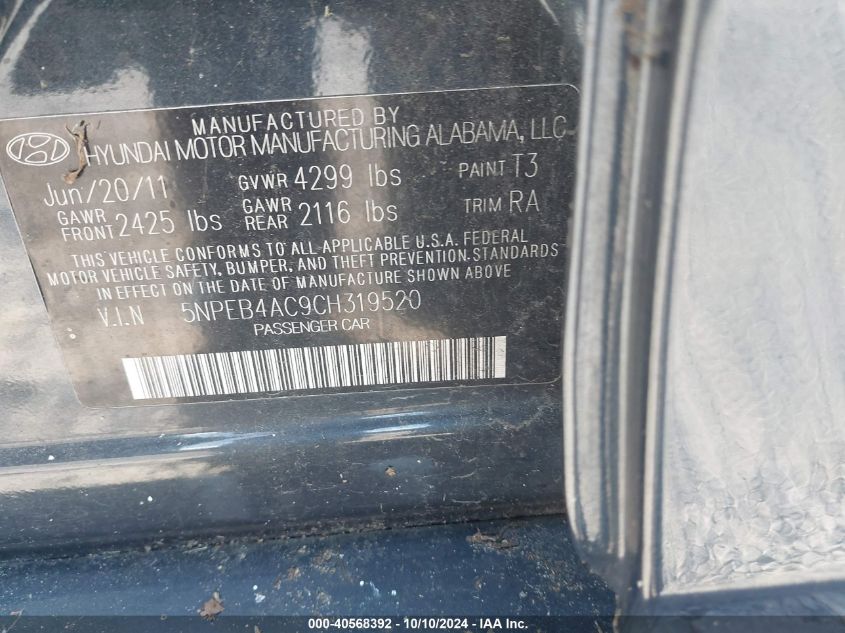 MANUFACTURED BY
HYUNDAI MOTOR MANUFACTURING ALABAMA, LLC
Jun/20/11 GVWR 4299 lbs PAINT T3
GAWR FRONT 2425 lbs GAWR REAR 2116 lbs TRIM RA
THIS VEHICLE CONFORMS TO ALL APPLICABLE U.S.A. FEDERAL
MOTOR VEHICLE SAFETY, BUMPER, AND THEFT PREVENTION STANDARDS
IN EFFECT ON THE DATE OF MANUFACTURE SHOWN ABOVE
V.I.N 5NPEB4AC9CH319520
PASSENGER CAR
000-40568392 - 10/10/2024 - IAA Inc.